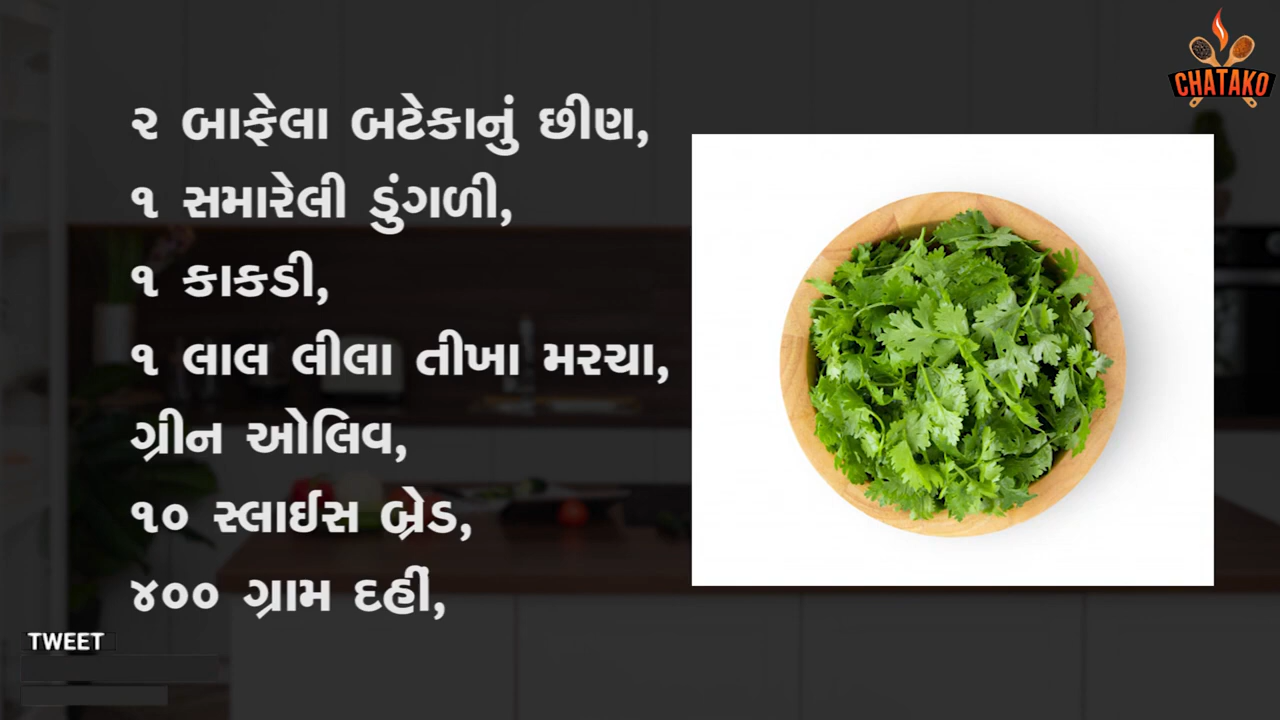 CHATAKO
૨ બાફેલા બટેકાનું છીણ,
૧ સમારેલી ડુંગળી,
૧ કાકડી,
૧ લાલ લીલા તીખા મરચા,
ગ્રીન ઓલિવ,
૧૦ સ્લાઈસ બ્રેડ,
૪૦૦ ગ્રામ દહીં,
TWEET